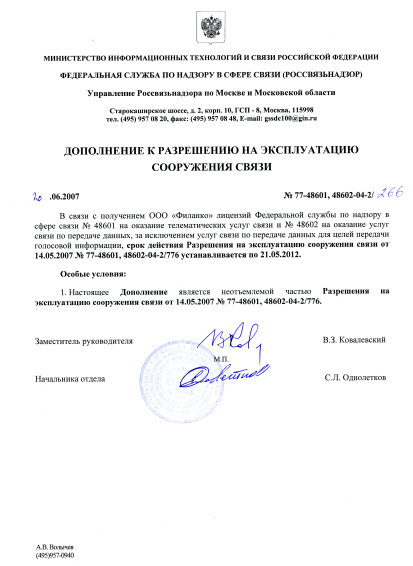 МИНИСТЕРСТВО ИНФОРМАЦИОННЫХ ТЕХНОЛОГИЙ И СВЯЗИ РОССИЙСКОЙ ФЕДЕРАЦИИ
ФЕДЕРАЛЬНАЯ СЛУЖБА ПО НАДЗОРУ В СФЕРЕ СВЯЗИ (РОССВЯЗЬНАДЗОР)
Управление Россвязьнадзора по Москве и Московской области
Старокаширское шоссе, д. 2, корп. 10, ГСП - 8, Москва, 115998
тел. (495) 957 08 20, факс: (495) 957 08 48, E-mail: gssdc100@gin.ru
ДОПОЛНЕНИЕ К РАЗРЕШЕНИЮ НА ЭКСПЛУАТАЦИЮ
СООРУЖЕНИЯ СВЯЗИ
.06.2007 № 77-48601, 48602-04-2/ 266
В связи с получением ООО «Филанко» лицензий Федеральной службы по надзору в
сфере связи № 48601 на оказание телематических услуг связи и № 48602 на оказание услуг
связи по передаче данных, за исключением услуг связи по передаче данных для целей передачи
голосовой информации, срок действия Разрешения на эксплуатацию сооружения связи от
14.05.2007 № 77-48601, 48602-04-2/776 устанавливается по 21.05.2012.
Особые условия:
1. Настоящее Дополнение является неотъемлемой частью Разрешения на
эксплуатацию сооружения связи от 14.05.2007 № 77-48601, 48602-04-2/776.
Заместитель руководителя В.З. Ковалевский
М.П.
Начальника отдела С.Л. Однолетков
А.В. Волычев
(495)957-0940